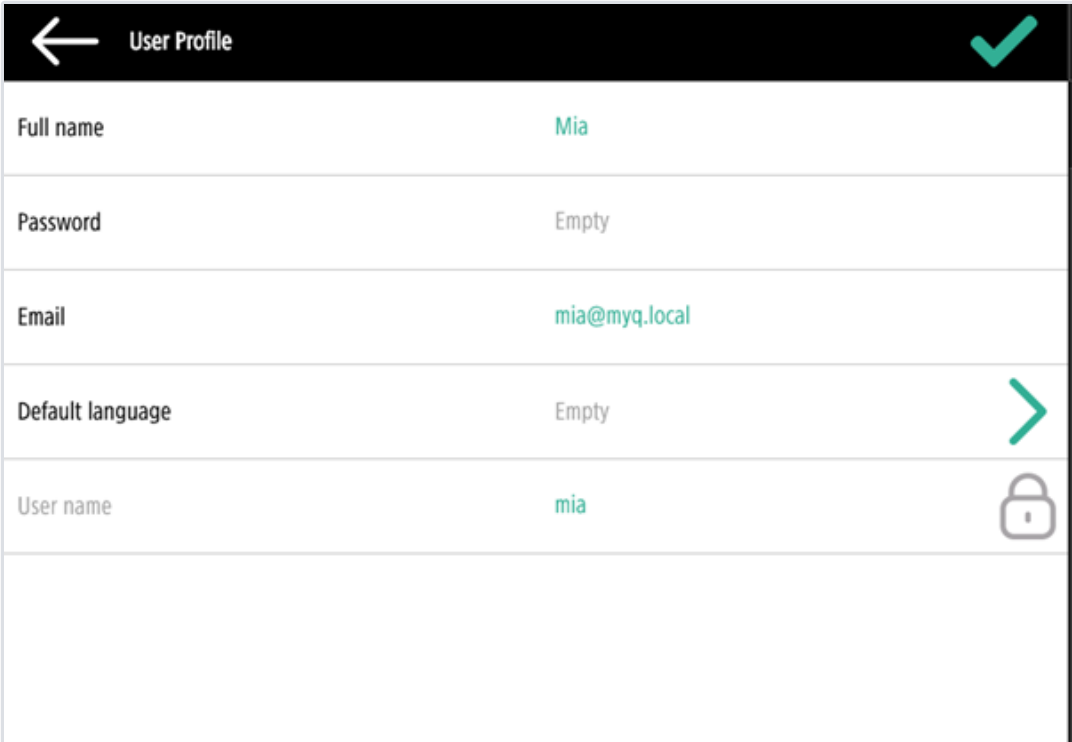 User Profile
Full name Mia
Password Empty
Email mia@myq.local
Default language Empty
User name mia